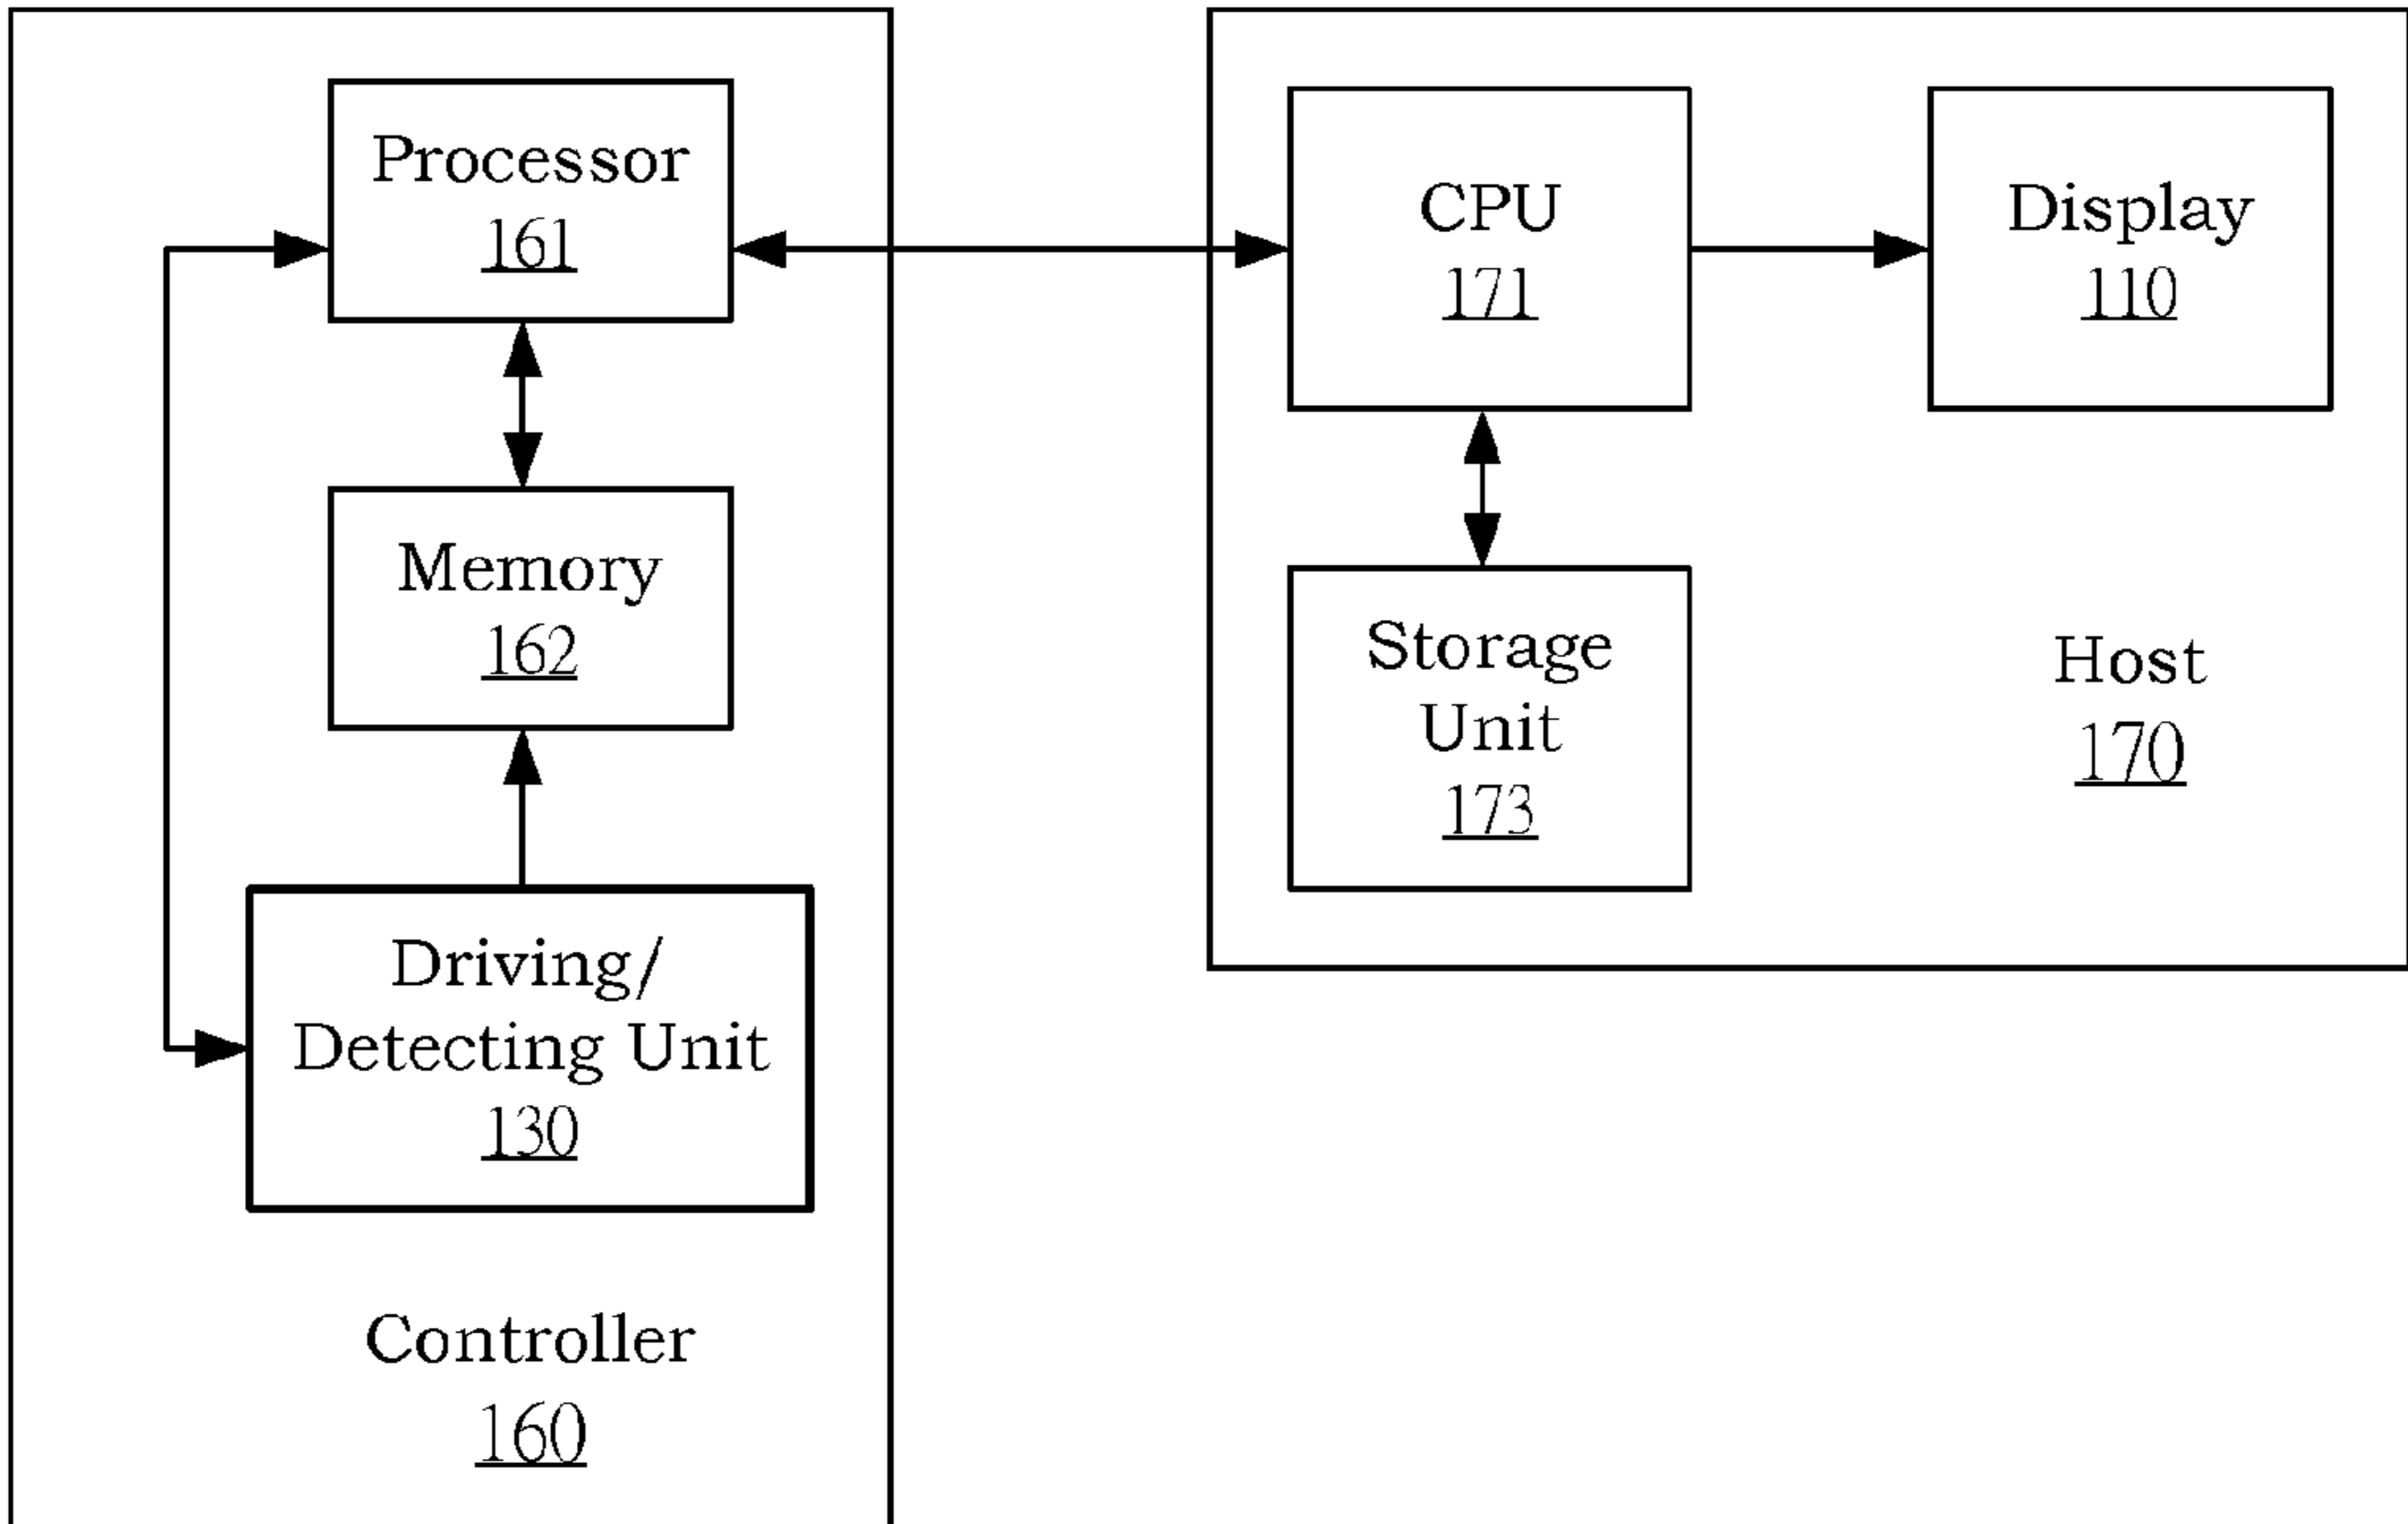 Processor
161
Memory
162
Driving/
Detecting Unit
130
Controller
160
CPU
171
Display
110
Storage
Unit
173
Host
170